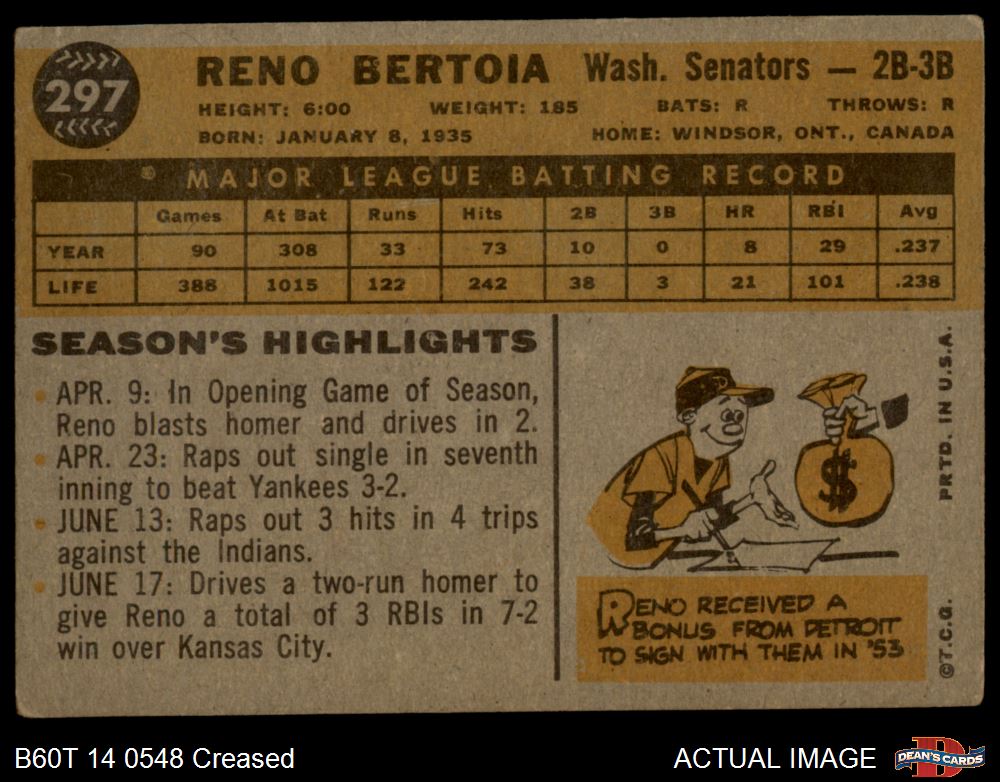 297
RENO BERTOIA Wash. Senators — 2B-3B
HEIGHT: 6:00 WEIGHT: 185 BATS: R THROWS: R
BORN: JANUARY 8, 1935 HOME: WINDSOR, ONT., CANADA
MAJOR LEAGUE BATTING RECORD
Games At Bat Runs Hits 2B 3B HR RBI Avg
YEAR 90 308 33 73 10 0 8 29 .237
LIFE 388 1015 122 242 38 3 21 101 .238
SEASON'S HIGHLIGHTS
• APR. 9: In Opening Game of Season,
Reno blasts homer and drives in 2.
• APR. 23: Raps out single in seventh
inning to beat Yankees 3-2.
• JUNE 13: Raps out 3 hits in 4 trips
against the Indians.
• JUNE 17: Drives a two-run homer to
give Reno a total of 3 RBIs in 7-2
win over Kansas City.
$
RENO RECEIVED A
BONUS FROM DETROIT
TO SIGN WITH THEM IN '53
©T.C.G. PRTD. IN U.S.A.
B60T 14 0548 Creased
ACTUAL IMAGE
D
DEAN'S CARDS